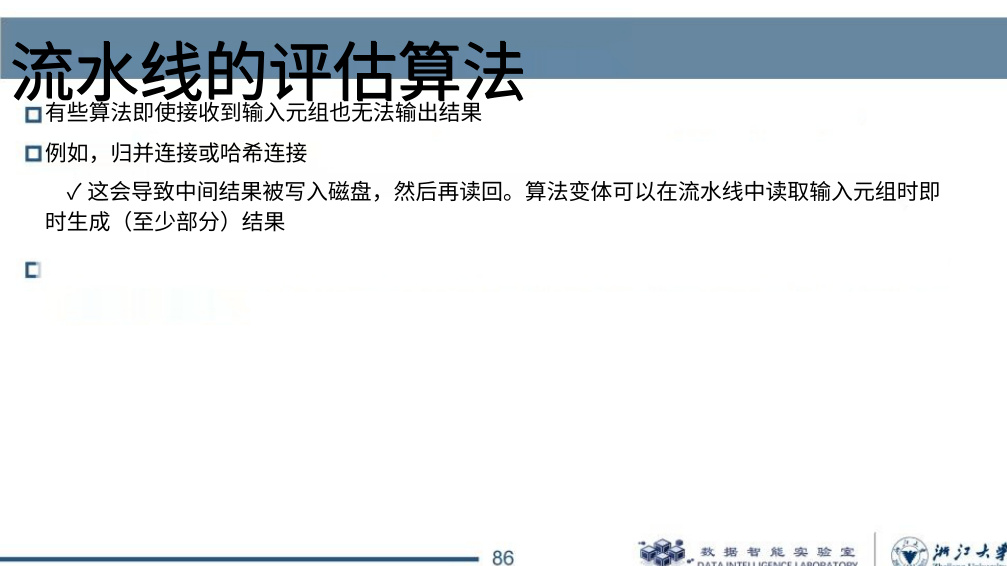 流水线的评估算法
有些算法即使接收到输入元组也无法输出结果
例如，归并连接或哈希连接
✓ 这会导致中间结果被写入磁盘，然后再读回。算法变体可以在流水线中读取输入元组时即
时生成（至少部分）结果
86
数据智能实验室
DATA INTELLIGENCE LABORATORY
浙江大学